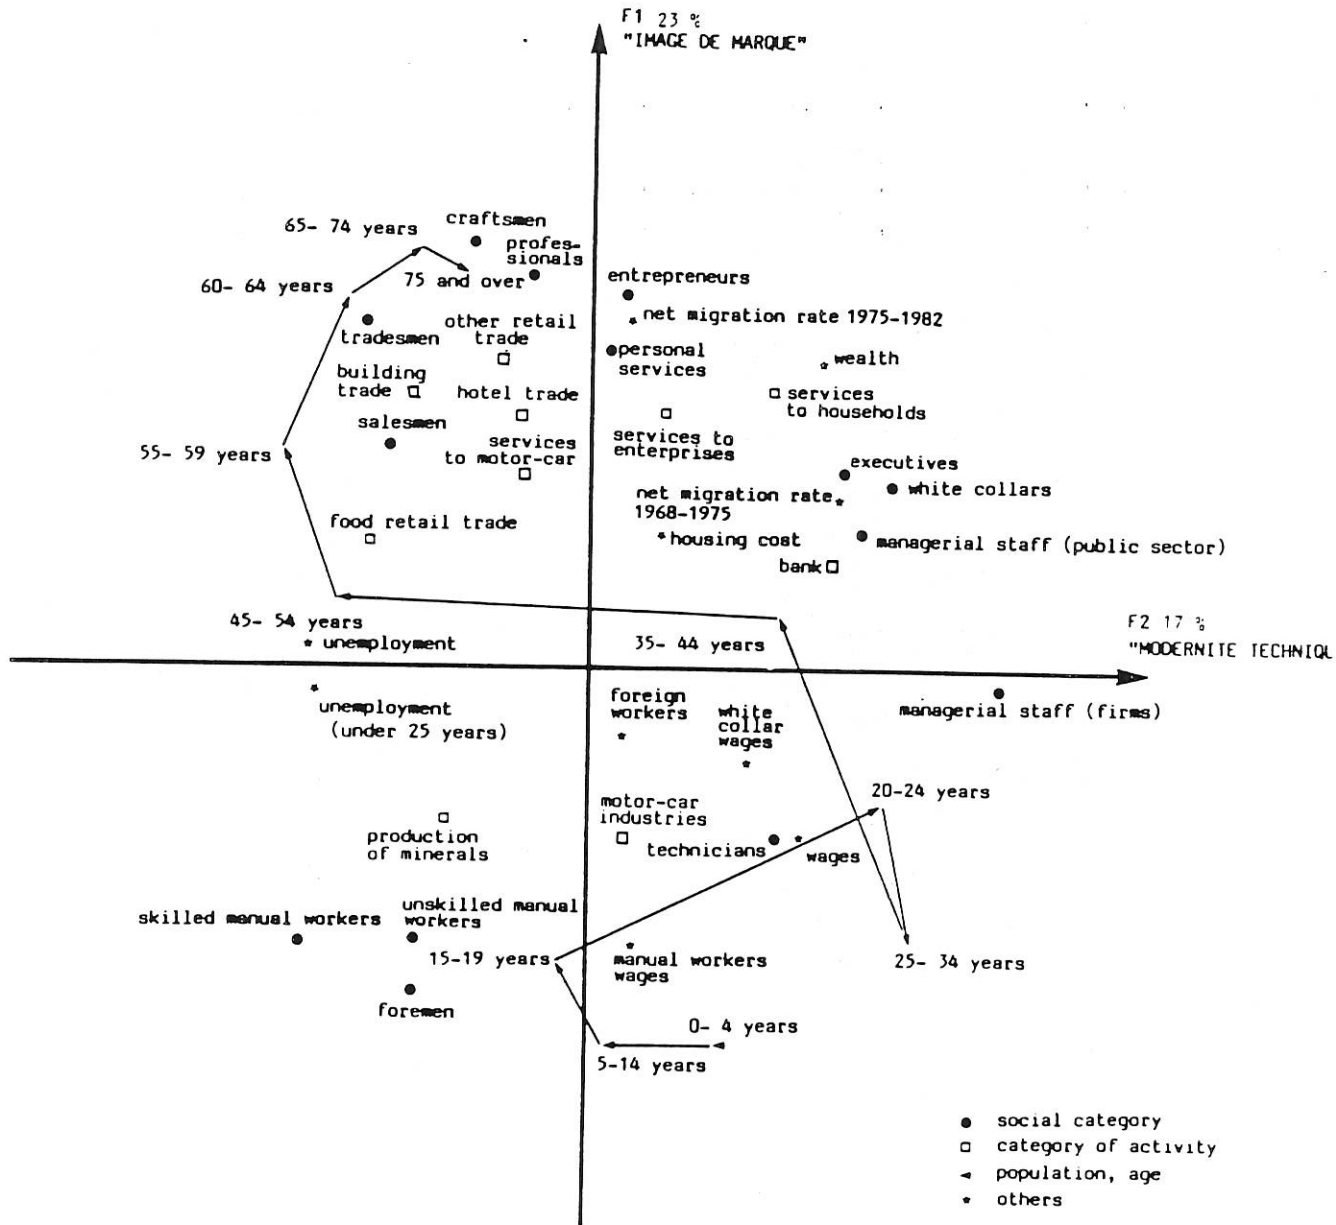 F1 23 %
"IMAGE DE MARQUE"
65- 74 years
craftsmen
profes-
sionals
60- 64 years
75 and over
entrepreneurs
net migration rate 1975-1982
tradesmen
other retail
trade
personal
services
wealth
building
trade
hotel trade
services
to households
salesmen
services
to motor-car
services to
enterprises
55- 59 years
executives
white collars
net migration rate
1968-1975
food retail trade
housing cost
managerial staff (public sector)
bank
45- 54 years
unemployment
35- 44 years
F2 17 %
"MODERNITE TECHNIQU
unemployment
(under 25 years)
foreign
workers
white
collar
wages
managerial staff (firms)
20-24 years
motor-car
industries
production
of minerals
technicians
wages
skilled manual workers
unskilled manual
workers
15-19 years
manual workers
wages
25- 34 years
foremen
0- 4 years
5-14 years
social category
category of activity
population, age
others